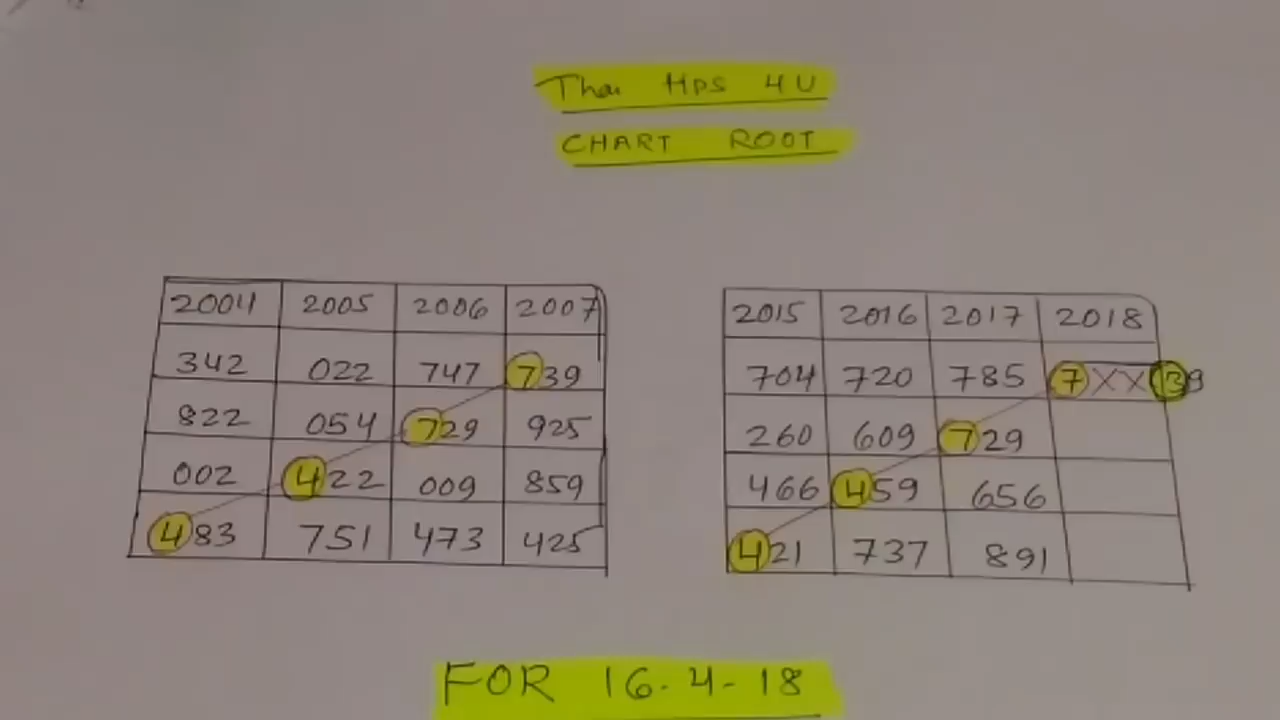 Thai HPS 4U
CHART ROOT
2004 2005 2006 2007
342 022 747 739
822 054 729 925
002 422 009 859
483 751 473 425
2015 2016 2017 2018
704 720 785 7XX 39
260 609 729
466 459 656
421 737 891
FOR 16-4-18